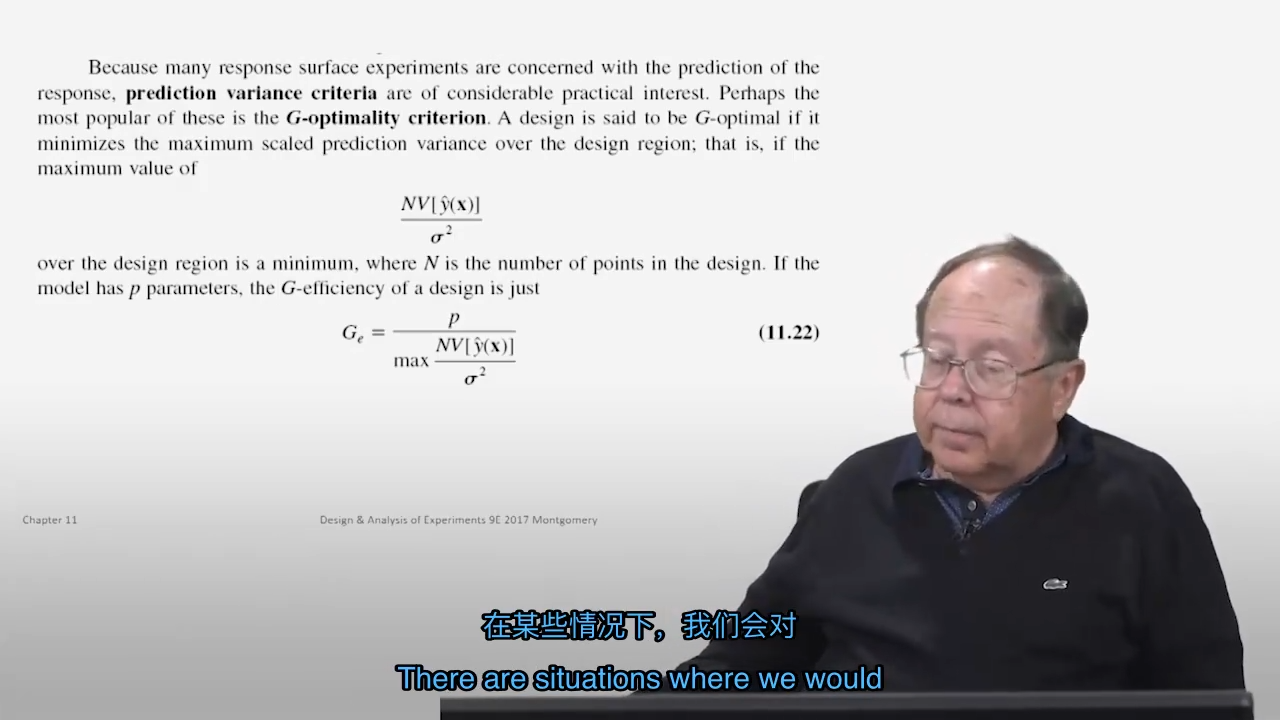 Because many response surface experiments are concerned with the prediction of the
response, prediction variance criteria are of considerable practical interest. Perhaps the
most popular of these is the G-optimality criterion. A design is said to be G-optimal if it
minimizes the maximum scaled prediction variance over the design region; that is, if the
maximum value of
NV[ŷ(x)]
σ²
over the design region is a minimum, where N is the number of points in the design. If the
model has p parameters, the G-efficiency of a design is just
Gₑ = p / (max NV[ŷ(x)] / σ²) (11.22)
Chapter 11
Design & Analysis of Experiments 9E 2017 Montgomery
在某些情况下，我们会对
There are situations where we would